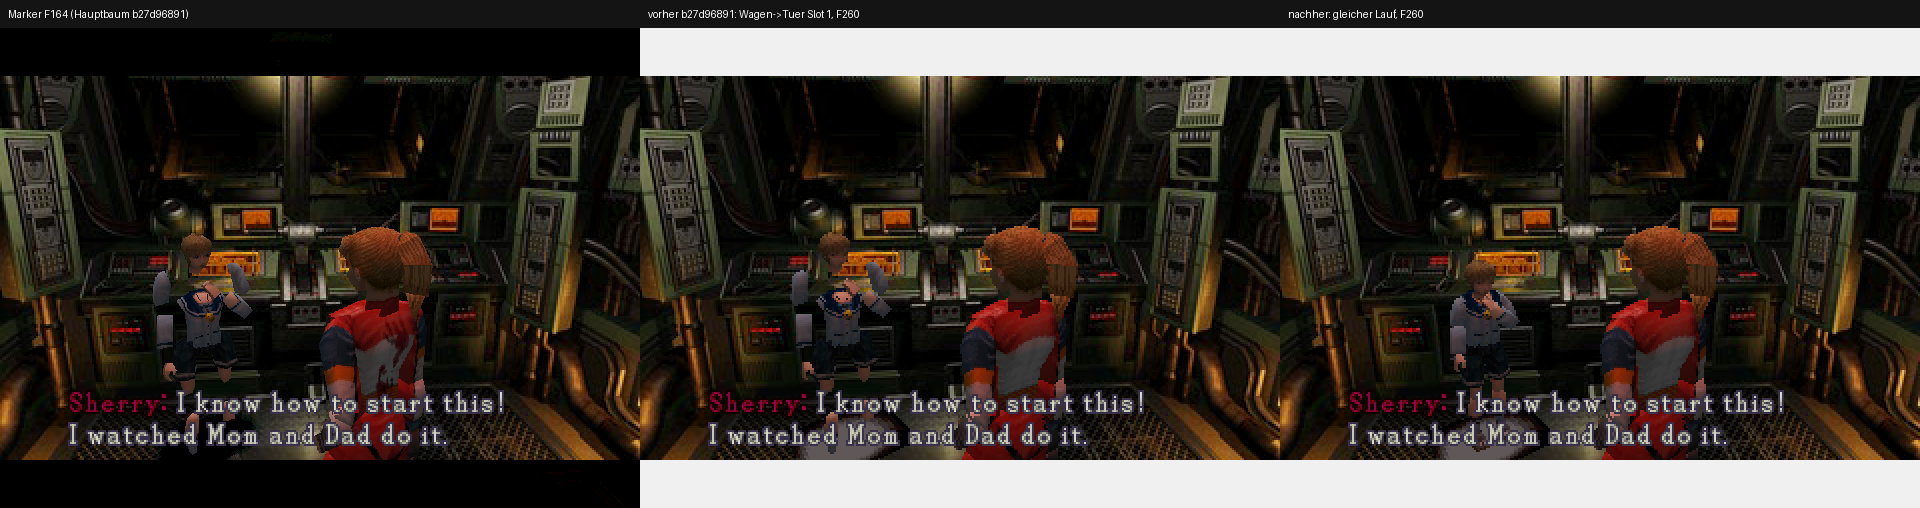 Marker F164 (Hauptbaum b27d96891)
vorher b27d96891: Wagen->Tuer Slot 1, F260
nachher: gleicher Lauf, F260
Sherry: I know how to start this!
I watched Mom and Dad do it.
Sherry: I know how to start this!
I watched Mom and Dad do it.
Sherry: I know how to start this!
I watched Mom and Dad do it.